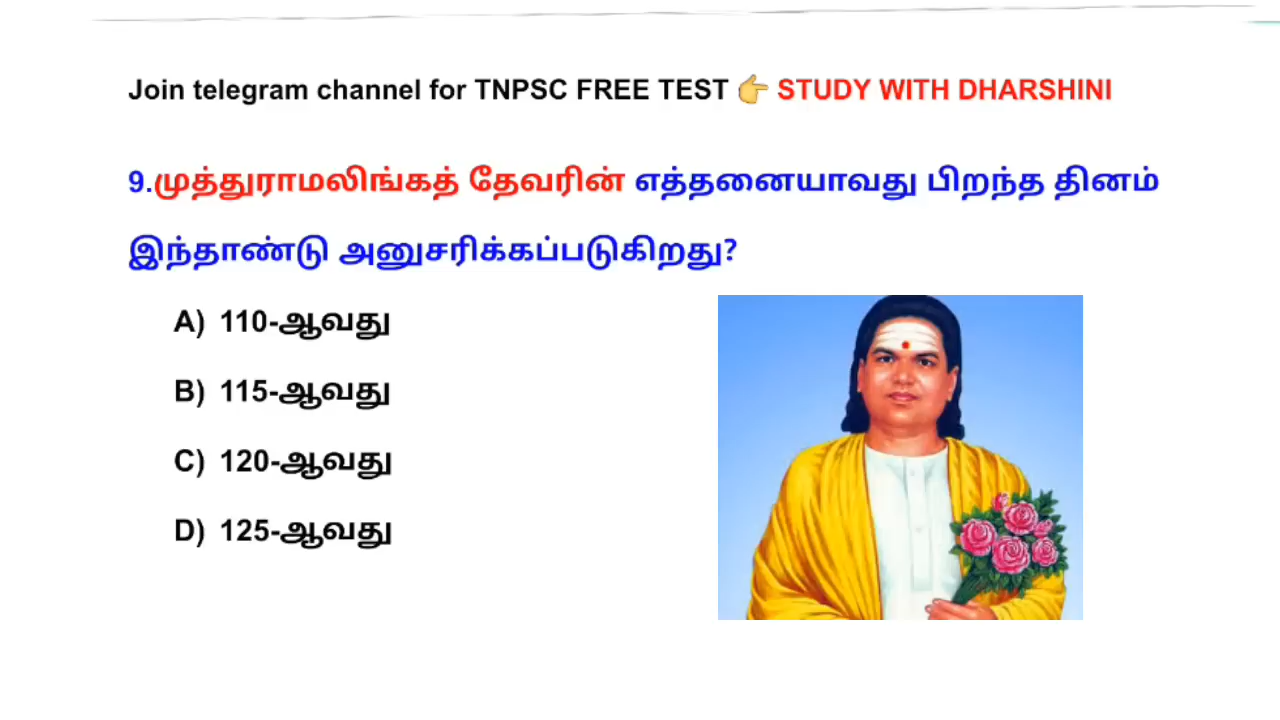 Join telegram channel for TNPSC FREE TEST 👉 STUDY WITH DHARSHINI
9.முத்துராமலிங்கத் தேவரின் எத்தனையாவது பிறந்த தினம்
இந்தாண்டு அனுசரிக்கப்படுகிறது?
A) 110-ஆவது
B) 115-ஆவது
C) 120-ஆவது
D) 125-ஆவது